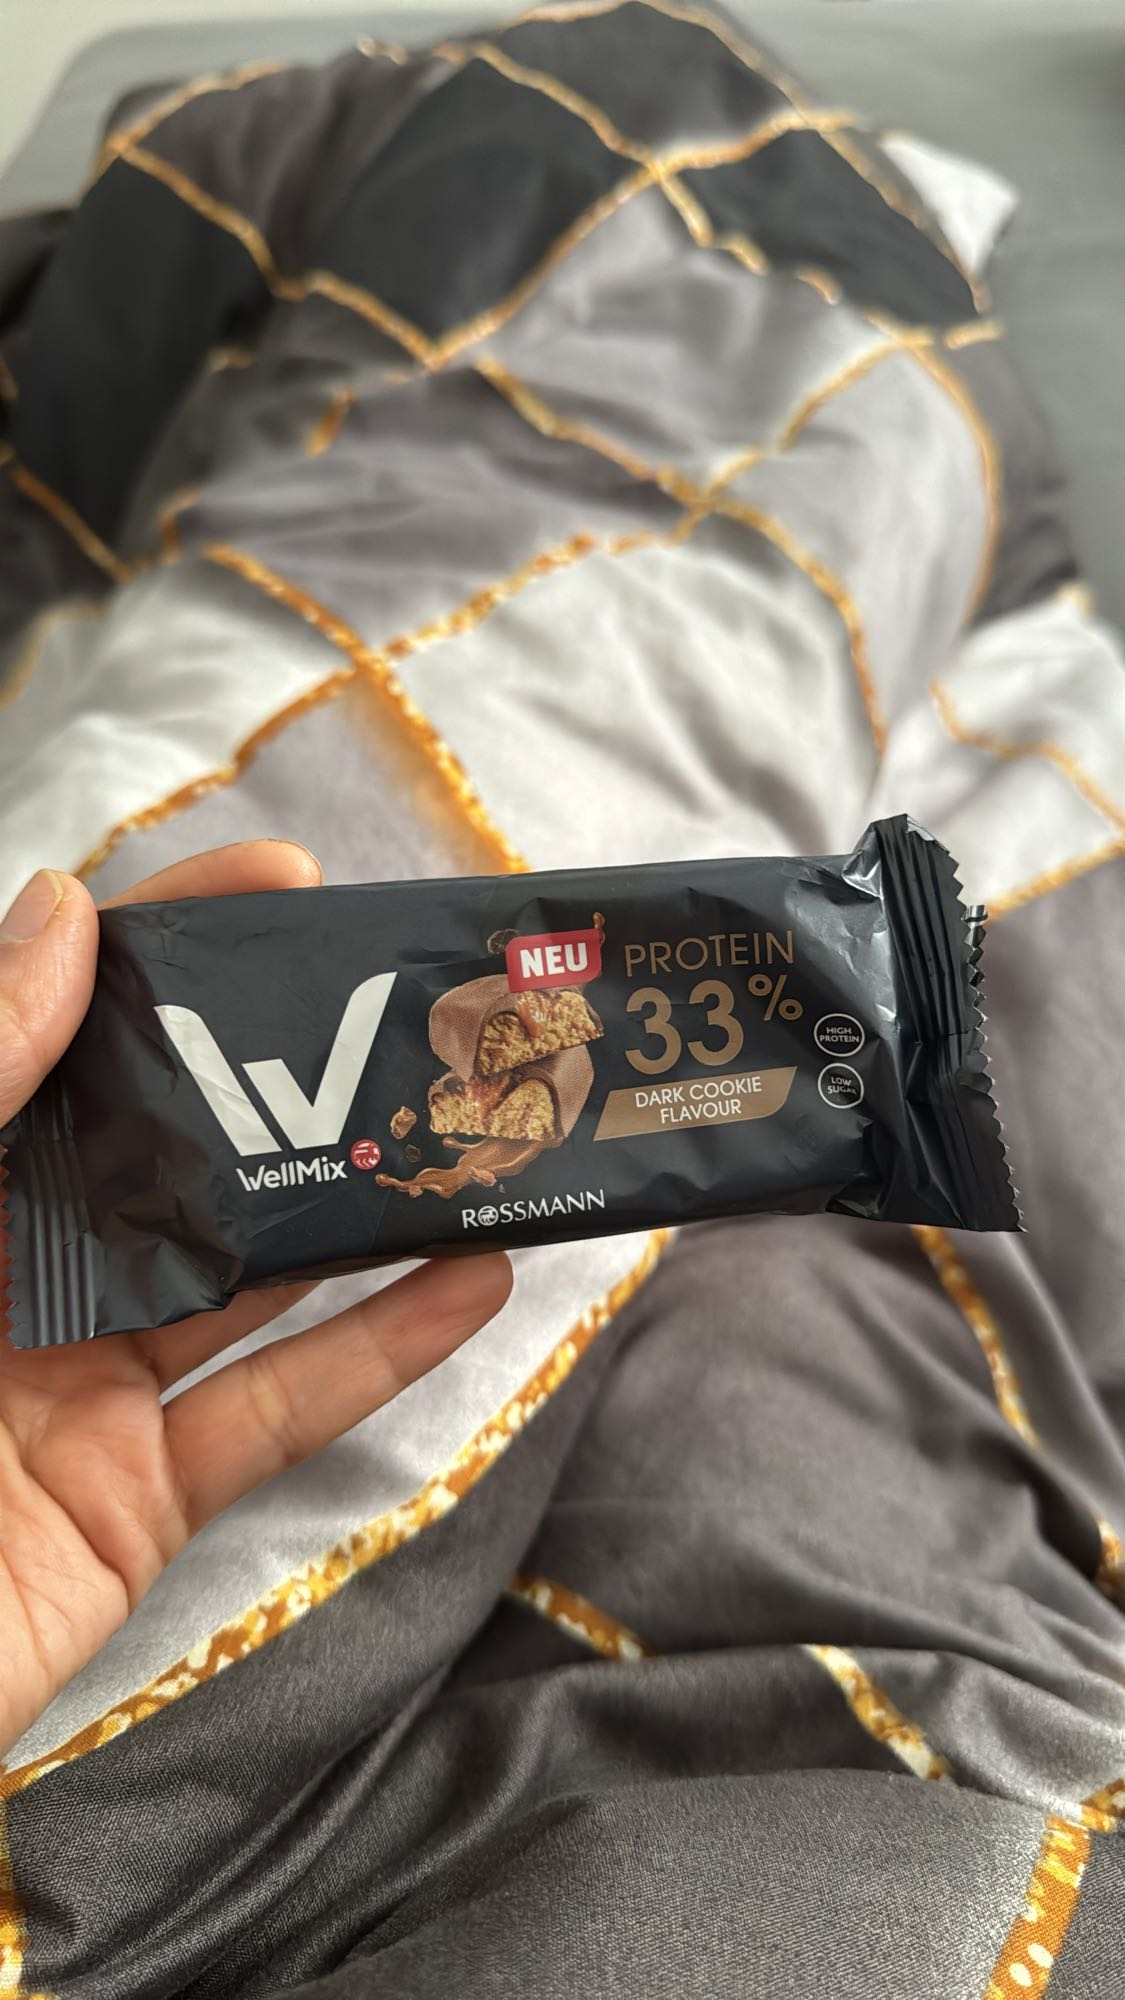 WellMix
NEU
PROTEIN
33%
DARK COOKIE
FLAVOUR
HIGH
PROTEIN
LOW
SUGAR
ROSSMANN